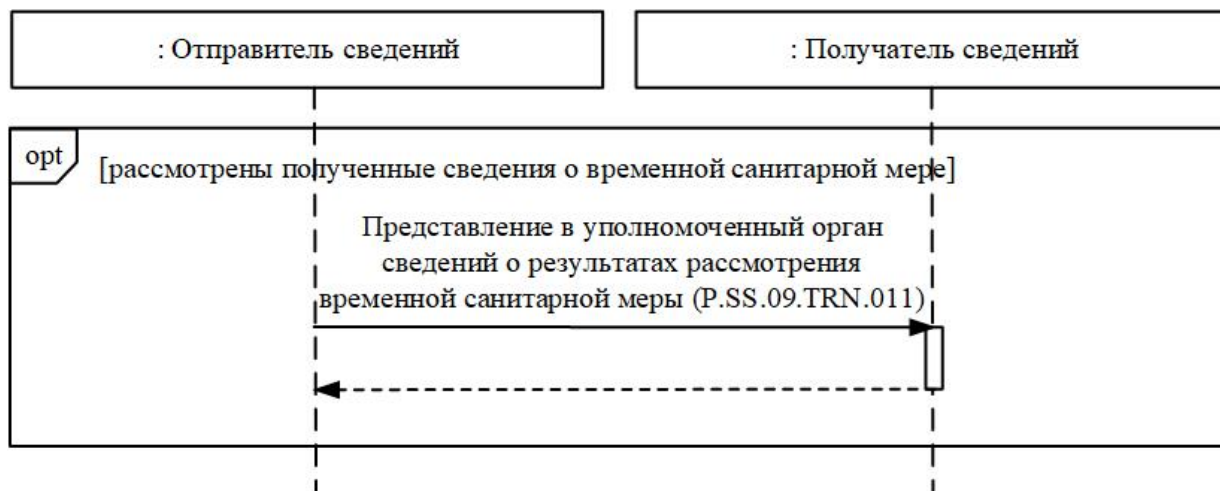 : Отправитель сведений
: Получатель сведений
opt
[рассмотрены полученные сведения о временной санитарной мере]
Представление в уполномоченный орган
сведений о результатах рассмотрения
временной санитарной меры (P.SS.09.TRN.011)